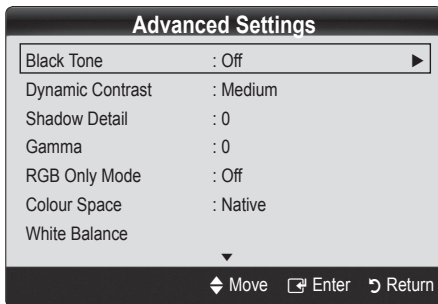 Advanced Settings
Black Tone : Off ▶
Dynamic Contrast : Medium
Shadow Detail : 0
Gamma : 0
RGB Only Mode : Off
Colour Space : Native
White Balance
▼
Move Enter Return